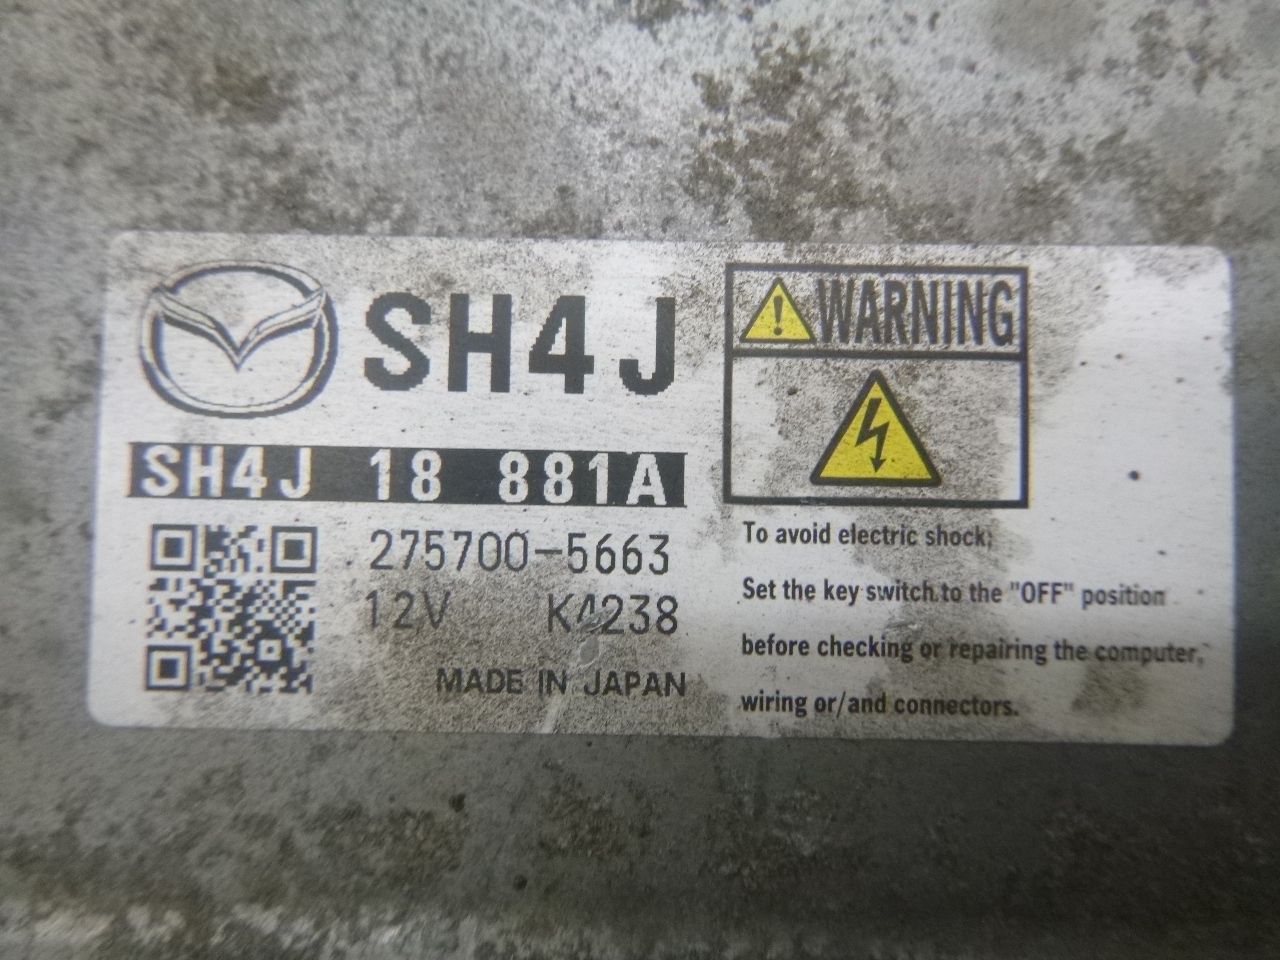 SH4J
SH4J 18 881A
275700-5663
12V K4238
MADE IN JAPAN
WARNING
To avoid electric shock;
Set the key switch to the "OFF" position
before checking or repairing the computer,
wiring or/and connectors.